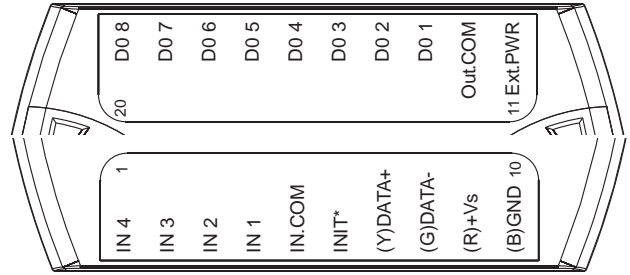 D0 8
D0 7
D0 6
D0 5
D0 4
D0 3
D0 2
D0 1
Out.COM
Ext.PWR
20
11
1
10
IN 4
IN 3
IN 2
IN 1
IN.COM
INIT*
(Y)DATA+
(G)DATA-
(R)+Vs
(B)GND